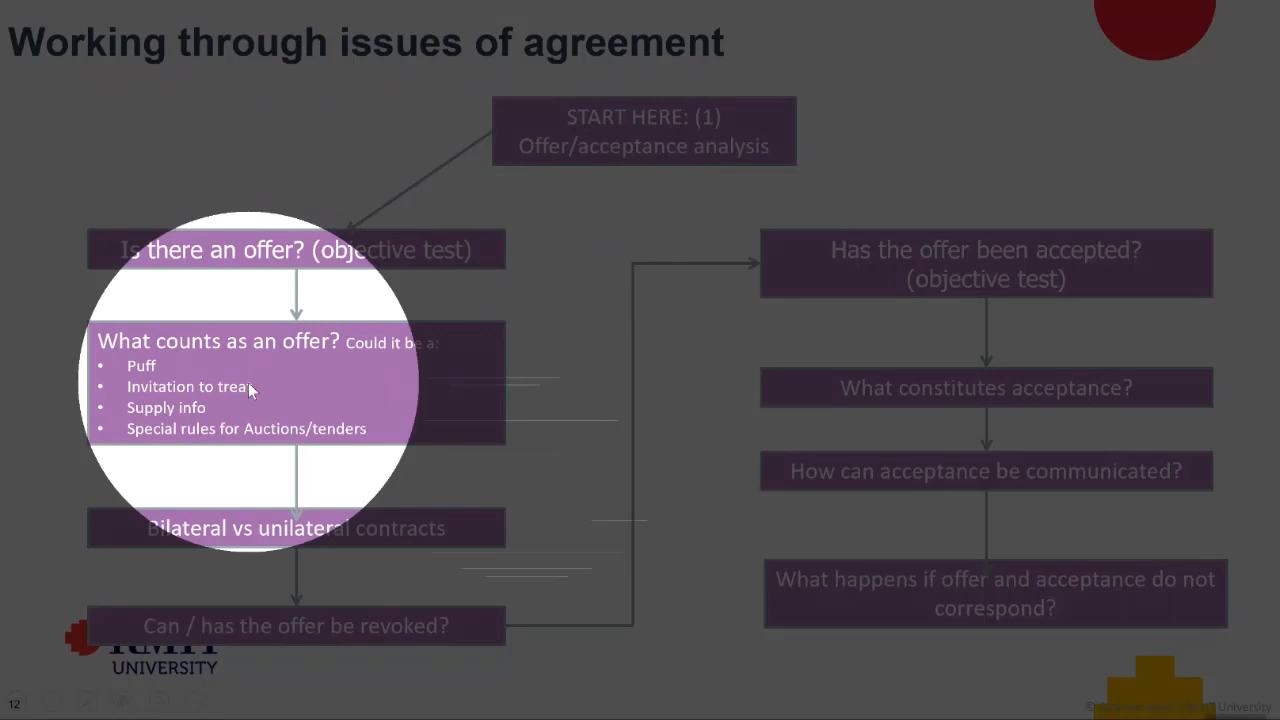 Working through issues of agreement
START HERE: (1)
Offer/acceptance analysis
Is there an offer? (objective test)
What counts as an offer? Could it be a:
• Puff
• Invitation to treat
• Supply info
• Special rules for Auctions/tenders
Bilateral vs unilateral contracts
Can / has the offer be revoked?
Has the offer been accepted?
(objective test)
What constitutes acceptance?
How can acceptance be communicated?
What happens if offer and acceptance do not
correspond?
RMIT
UNIVERSITY
12
University